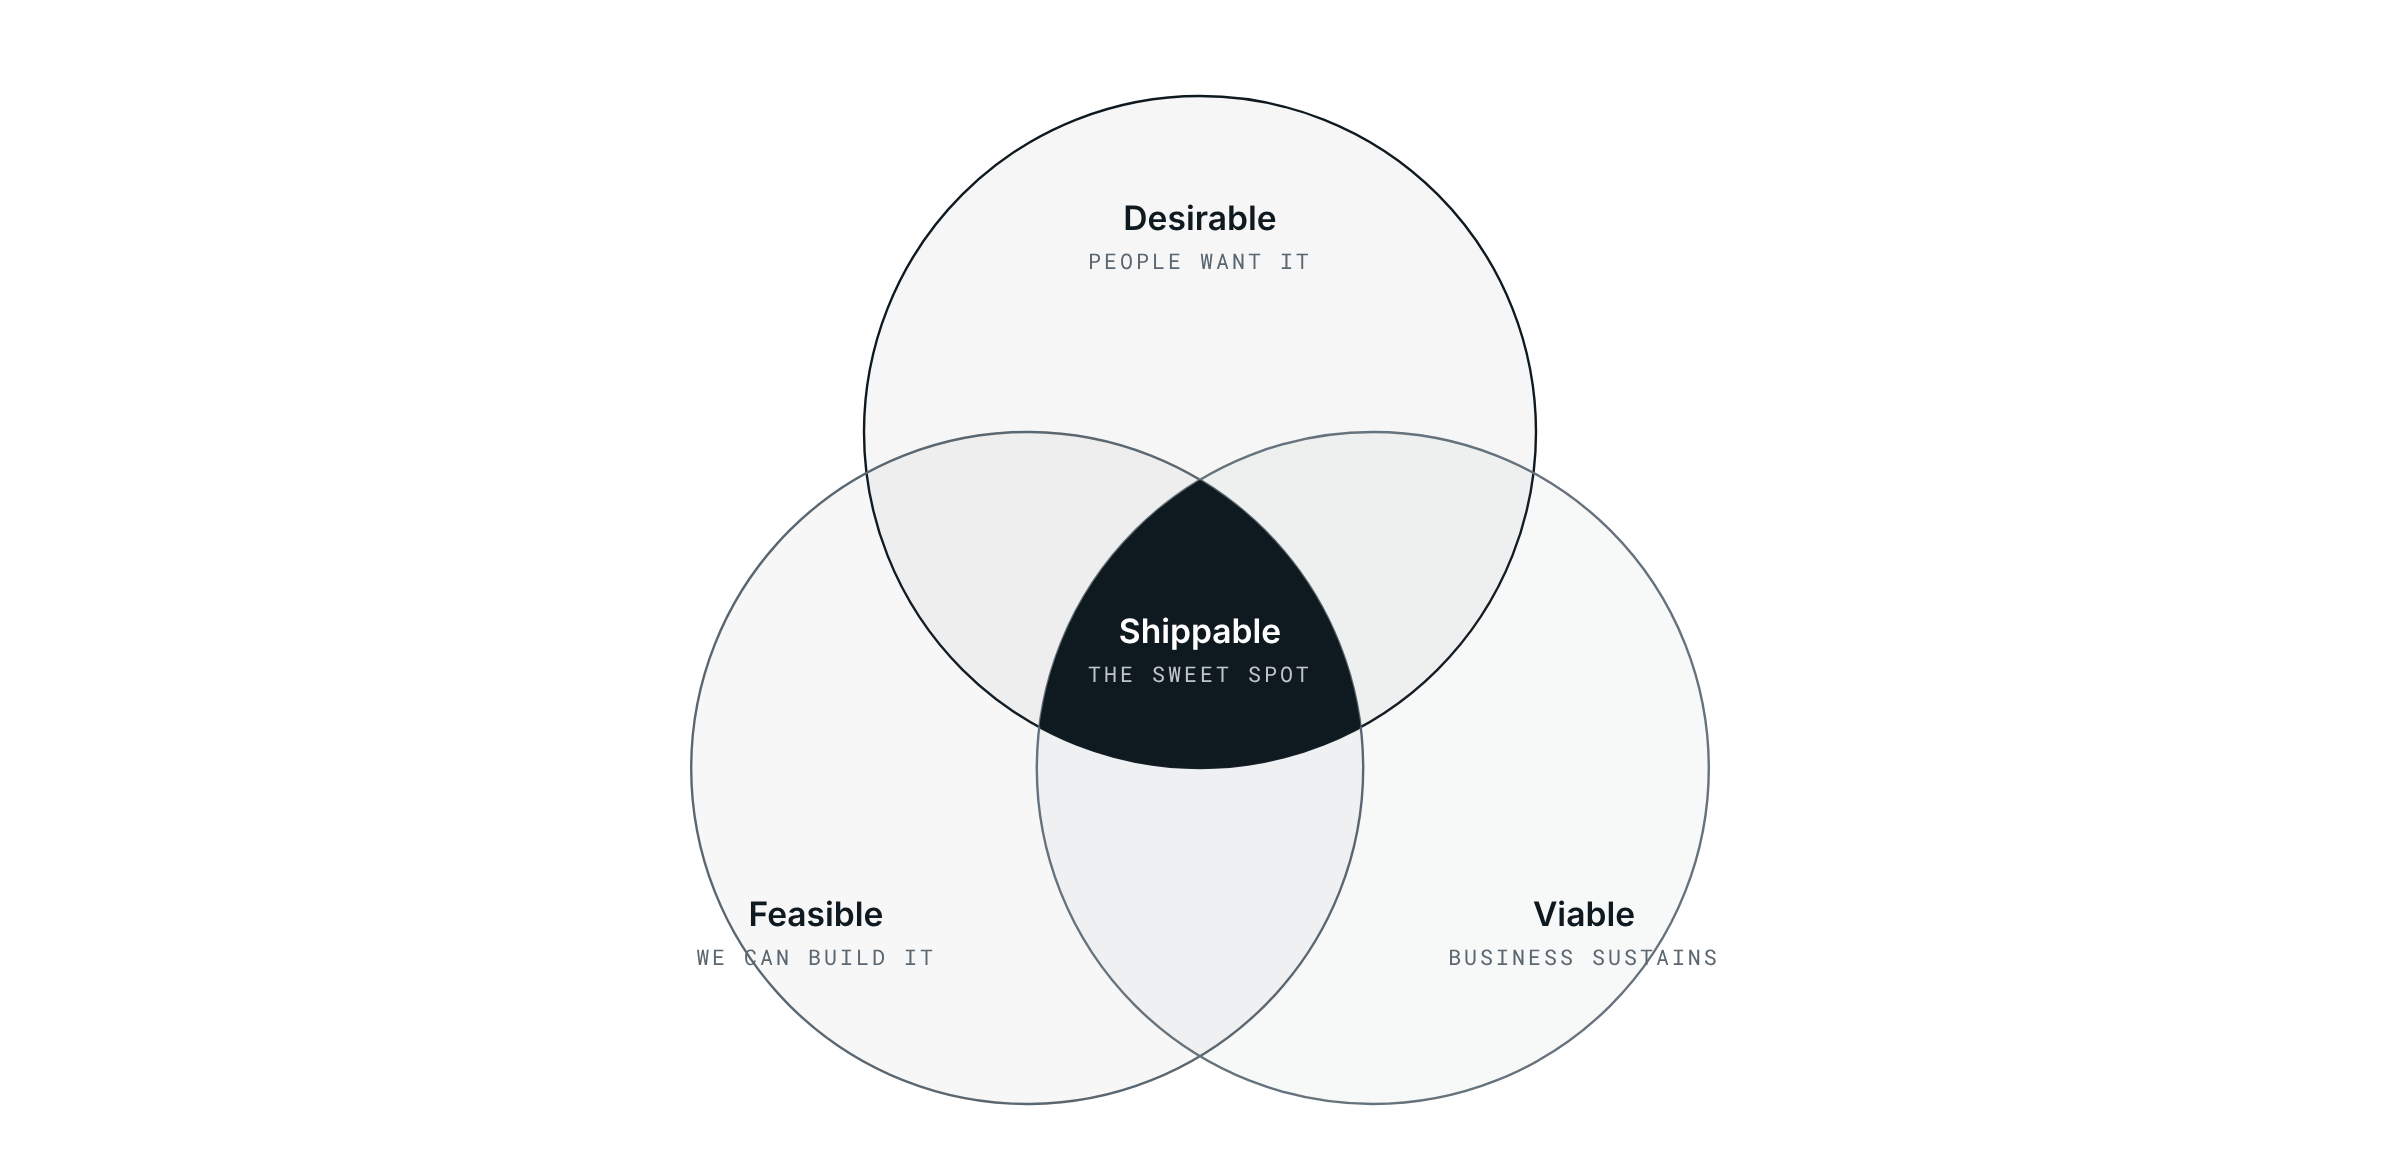 Desirable
PEOPLE WANT IT
Shippable
THE SWEET SPOT
Feasible
WE CAN BUILD IT
Viable
BUSINESS SUSTAINS